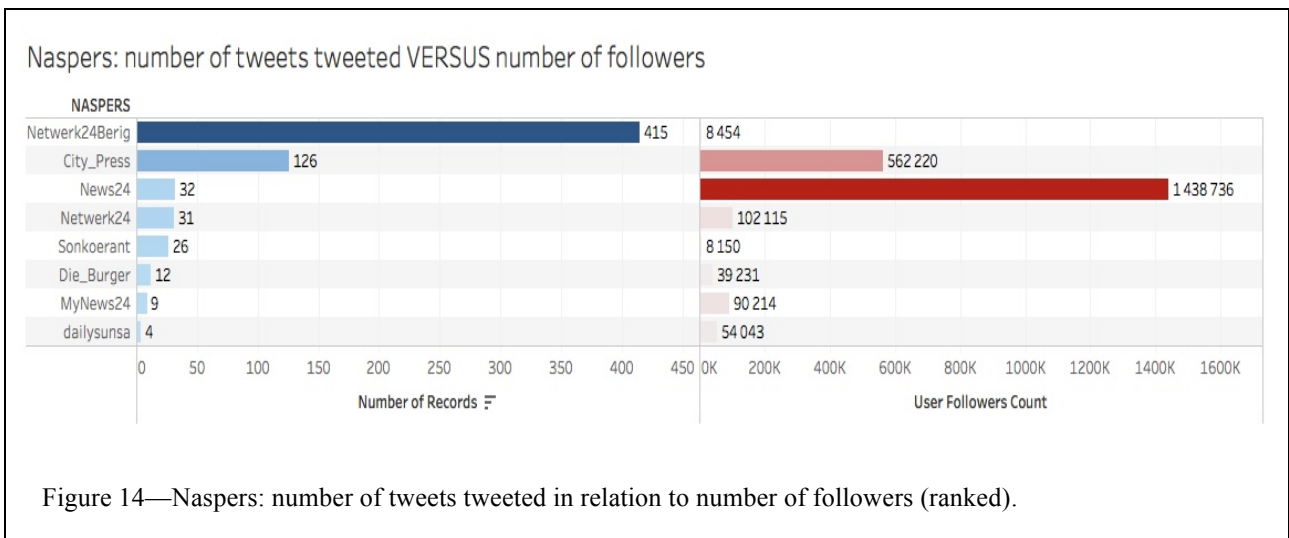 Naspers: number of tweets tweeted VERSUS number of followers
NASPERS
Netwerk24Berig 415 8 454
City_Press 126 562 220
News24 32 1 438 736
Netwerk24 31 102 115
Sonkoerant 26 8 150
Die_Burger 12 39 231
MyNews24 9 90 214
dailysunsa 4 54 043
0 50 100 150 200 250 300 350 400 450 0K 200K 400K 600K 800K 1000K 1200K 1400K 1600K
Number of Records User Followers Count
Figure 14—Naspers: number of tweets tweeted in relation to number of followers (ranked).